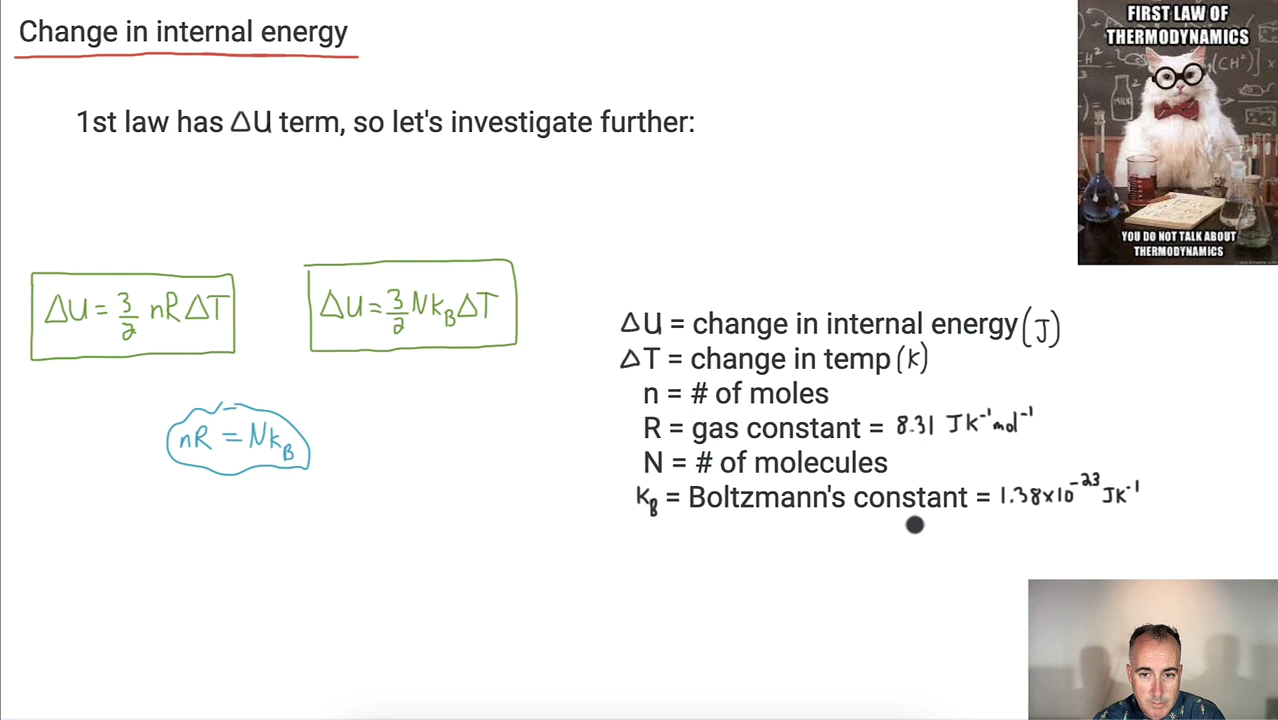 Change in internal energy
FIRST LAW OF
THERMODYNAMICS
1st law has ΔU term, so let's investigate further:
YOU DO NOT TALK ABOUT
THERMODYNAMICS
ΔU = 3/2 nRΔT
ΔU = 3/2 Nk_BΔT
nR = Nk_B
ΔU = change in internal energy (J)
ΔT = change in temp (K)
n = # of moles
R = gas constant = 8.31 JK⁻¹mol⁻¹
N = # of molecules
k_B = Boltzmann's constant = 1.38×10⁻²³ JK⁻¹